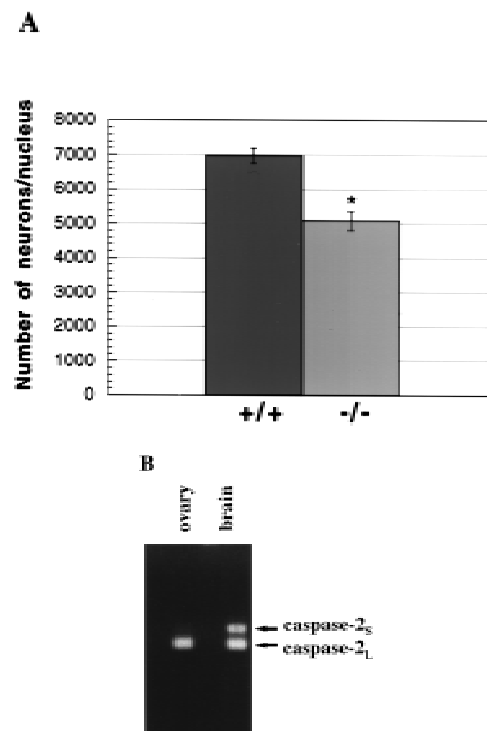 A
Number of neurons/nucleus
8000
7000
6000
5000
4000
3000
2000
1000
0
*
+/+
-/-
B
ovary
brain
caspase-2S
caspase-2L